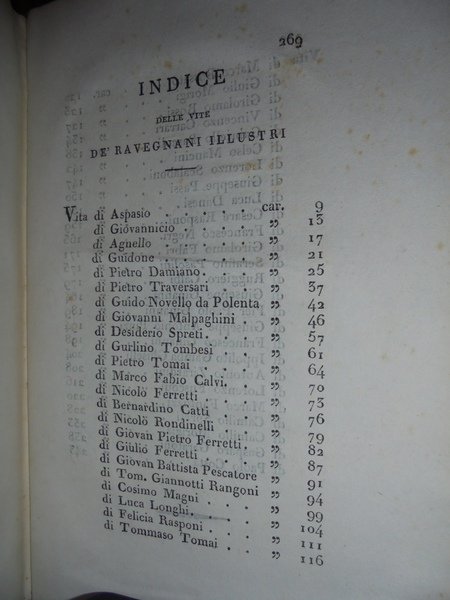 269
INDICE
DELLE VITE
DE' RAVEGNANI ILLUSTRI
Vita di Aspasio . . . . car. 9
di Giovannicio . . . . „ 13
di Agnello . . . . „ 17
di Guidone . . . . „ 21
di Pietro Damiano . . . „ 25
di Pietro Traversari . . . „ 37
di Guido Novello da Polenta „ 42
di Giovanni Malpaghini . . „ 46
di Desiderio Spreti . . . „ 57
di Gurlino Tombesi . . . „ 61
di Pietro Tomai . . . „ 64
di Marco Fabio Calvi . . . „ 70
di Nicolò Ferretti . . . „ 73
di Bernardino Catti . . . „ 76
di Nicolò Rondinelli . . . „ 79
di Giovan Pietro Ferretti . . „ 82
di Giulio Ferretti . . . „ 87
di Giovan Battista Pescatore „ 91
di Tom. Giannotti Rangoni „ 94
di Cosimo Magni . . . „ 99
di Luca Longhi . . . „ 104
di Felicia Rasponi . . . „ 111
di Tommaso Tomai . . . „ 116